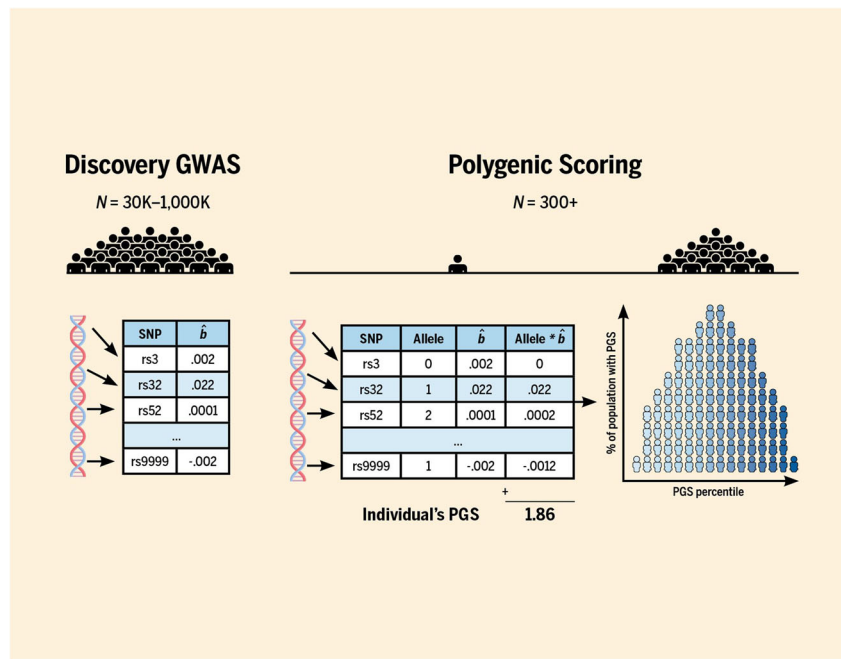 Discovery GWAS
N = 30K–1,000K
SNP b̂
rs3 .002
rs32 .022
rs52 .0001
...
rs9999 -.002
Polygenic Scoring
N = 300+
SNP Allele b̂ Allele * b̂
rs3 0 .002 0
rs32 1 .022 .022
rs52 2 .0001 .0002
...
rs9999 1 -.002 -.0012
+
Individual's PGS 1.86
% of population with PGS
PGS percentile